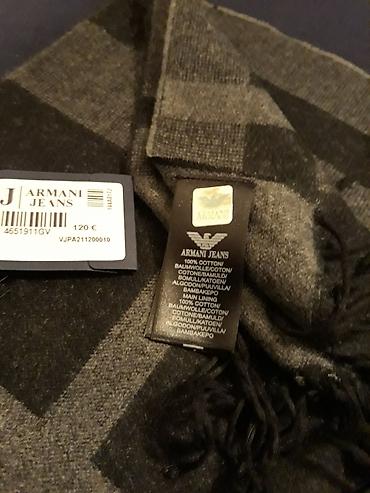 J ARMANI
JEANS
4651911GV 120 €
VJPA211200010
ARMANI JEANS
100% COTTON/
BAUMWOLLE/COTON/
COTONE/BAMULD/
BOMULL/KATOEN/
ALGODON/PUUVILLA/
BAMBAKEPO
MAIN LINING
100% COTTON/
BAUMWOLLE/COTON/
COTONE/BAMULD/
BOMULL/KATOEN/
ALGODON/PUUVILLA/
BAMBAKEPO